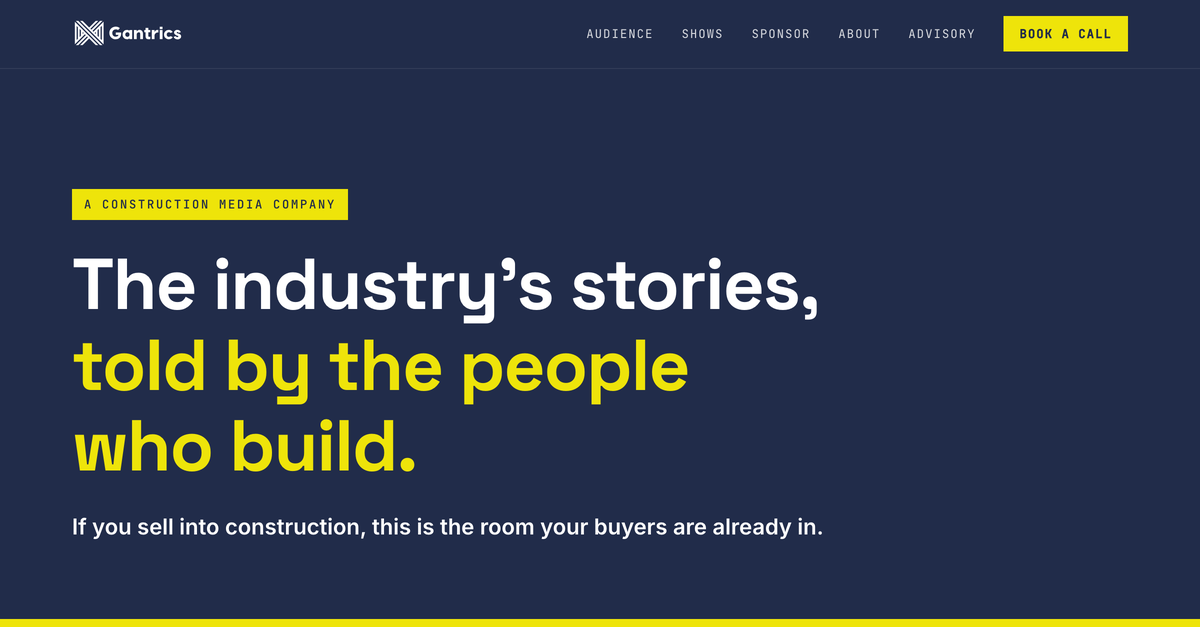 Gantrics
AUDIENCE SHOWS SPONSOR ABOUT ADVISORY BOOK A CALL
A CONSTRUCTION MEDIA COMPANY
The industry’s stories,
told by the people
who build.
If you sell into construction, this is the room your buyers are already in.